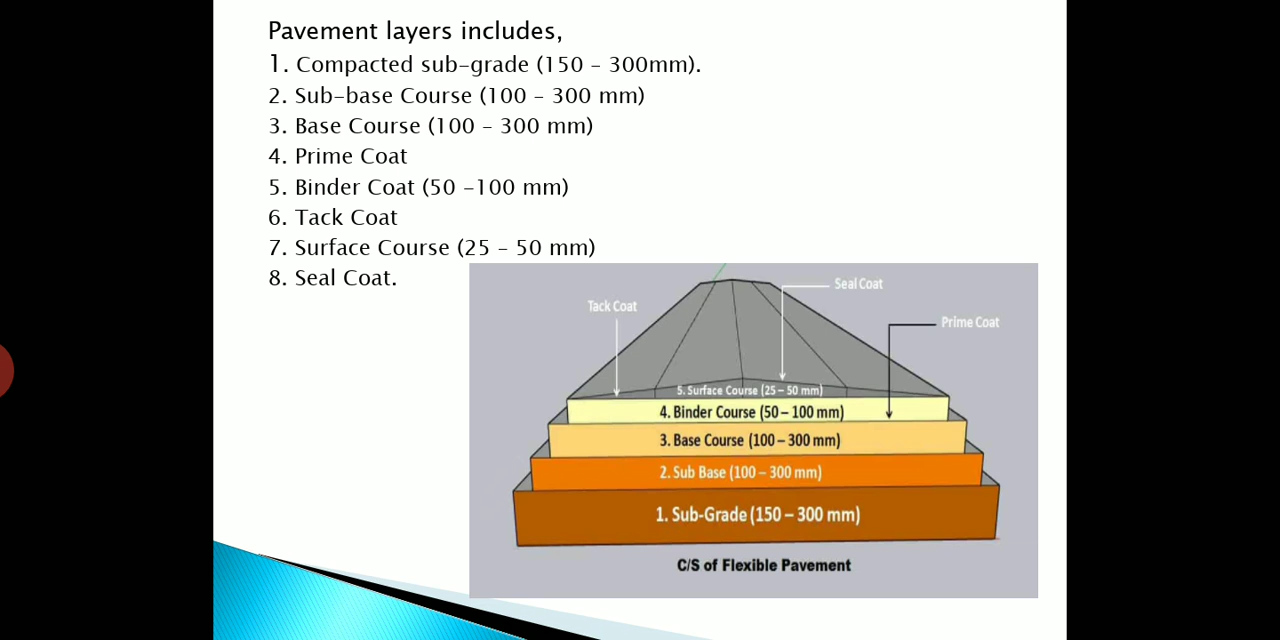 Pavement layers includes,
1. Compacted sub-grade (150 – 300mm).
2. Sub-base Course (100 – 300 mm)
3. Base Course (100 – 300 mm)
4. Prime Coat
5. Binder Coat (50 –100 mm)
6. Tack Coat
7. Surface Course (25 – 50 mm)
8. Seal Coat.
Seal Coat
Tack Coat
Prime Coat
5. Surface Course (25 – 50 mm)
4. Binder Course (50 – 100 mm)
3. Base Course (100 – 300 mm)
2. Sub Base (100 – 300 mm)
1. Sub-Grade (150 – 300 mm)
C/S of Flexible Pavement